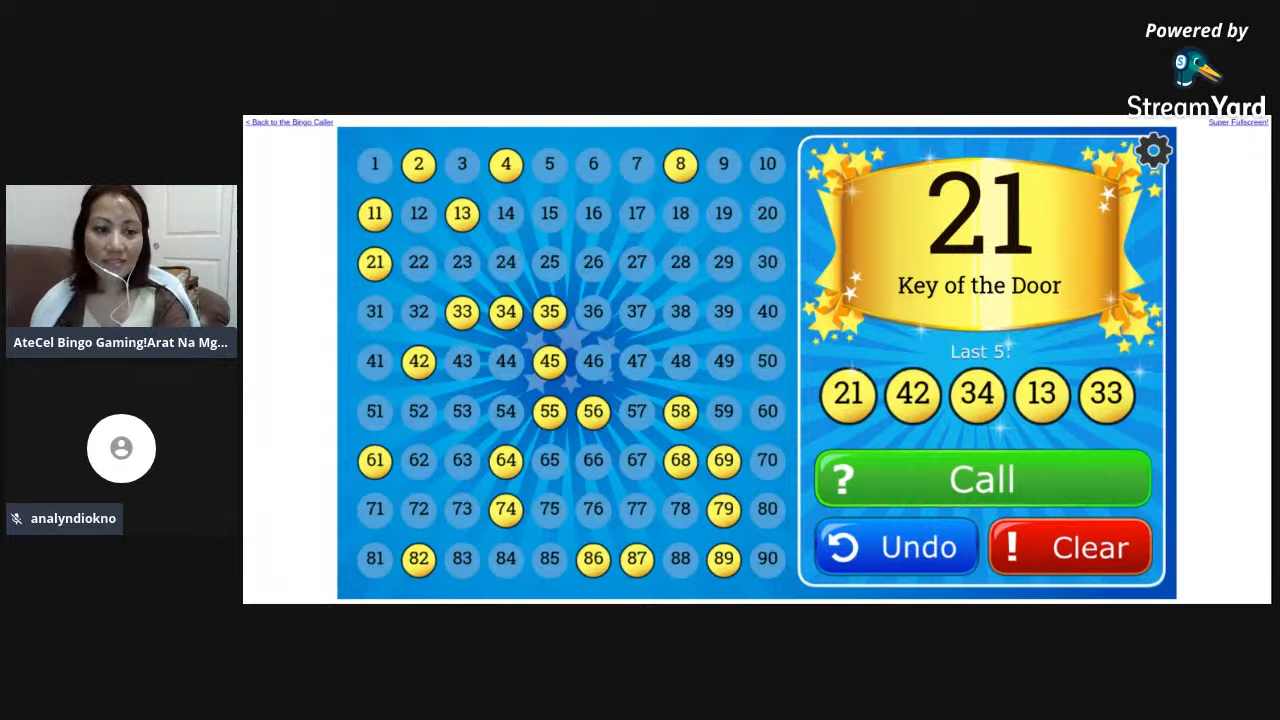 Powered by
StreamYard
< Back to the Bingo Caller
Super Fullscreen!
1 2 3 4 5 6 7 8 9 10
11 12 13 14 15 16 17 18 19 20
21 22 23 24 25 26 27 28 29 30
31 32 33 34 35 36 37 38 39 40
41 42 43 44 45 46 47 48 49 50
51 52 53 54 55 56 57 58 59 60
61 62 63 64 65 66 67 68 69 70
71 72 73 74 75 76 77 78 79 80
81 82 83 84 85 86 87 88 89 90
21
Key of the Door
Last 5:
21 42 34 13 33
? Call
Undo
! Clear
AteCel Bingo Gaming!Arat Na Mg...
analyndiokno